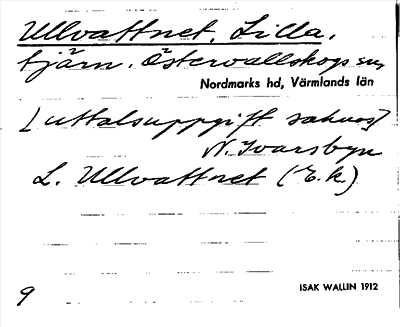 Ullvattnet, Lilla,
tjärn. Östervallskogs sn,
Nordmarks hd, Värmlands län
[uttalsuppgift saknas]
N. Ivarsbyn
L. Ullvattnet (E.k.)
9
ISAK WALLIN 1912